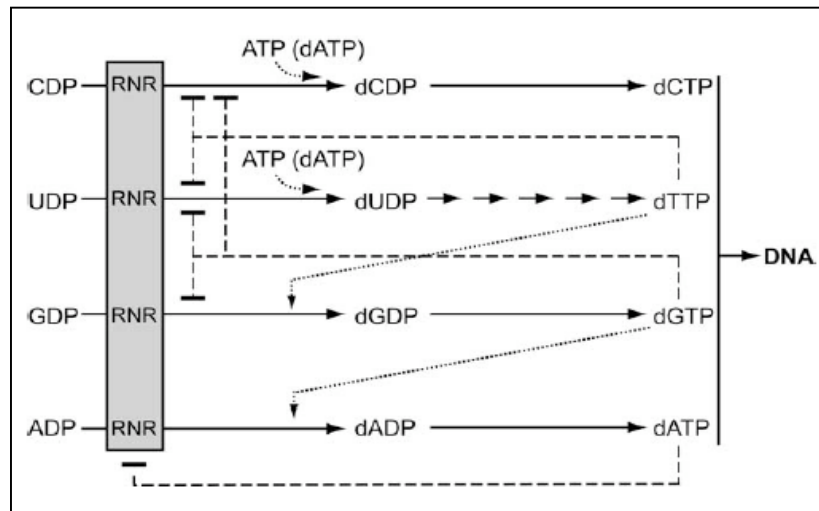 ATP (dATP)
CDP RNR dCDP dCTP
ATP (dATP)
UDP RNR dUDP dTTP
DNA
GDP RNR dGDP dGTP
ADP RNR dADP dATP